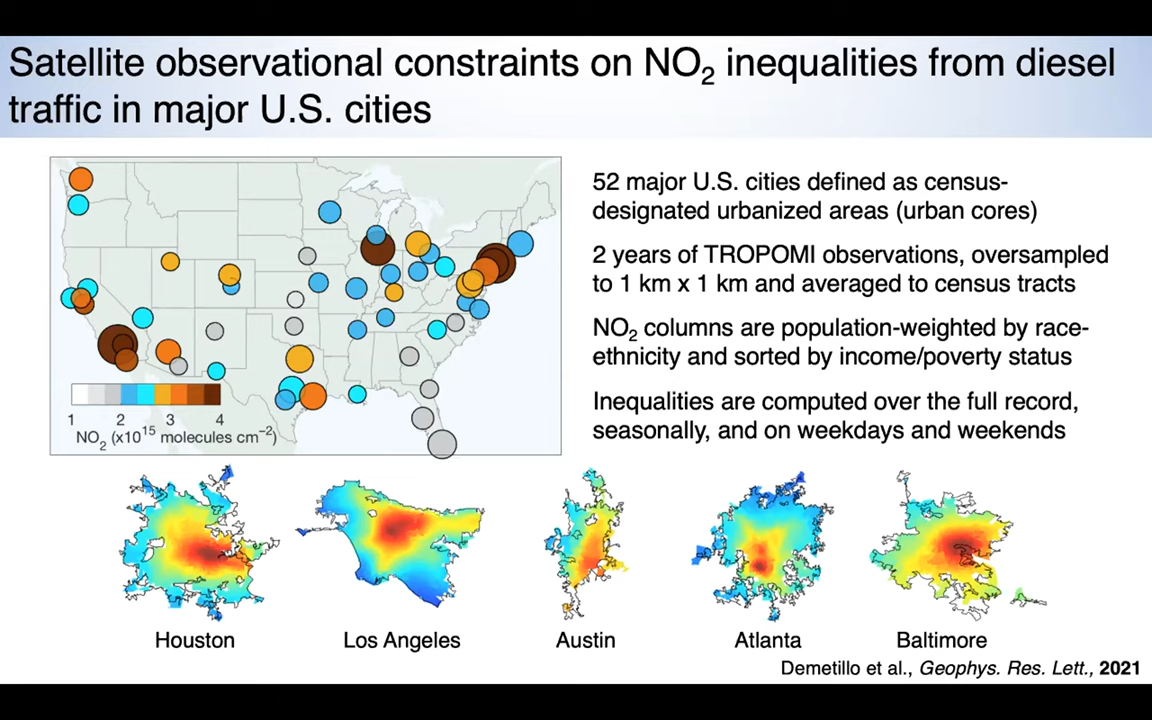 Satellite observational constraints on NO₂ inequalities from diesel
traffic in major U.S. cities
52 major U.S. cities defined as census-
designated urbanized areas (urban cores)
2 years of TROPOMI observations, oversampled
to 1 km x 1 km and averaged to census tracts
NO₂ columns are population-weighted by race-
ethnicity and sorted by income/poverty status
Inequalities are computed over the full record,
seasonally, and on weekdays and weekends
1 2 3 4
NO₂ (x10¹⁵ molecules cm⁻²)
Houston Los Angeles Austin Atlanta Baltimore
Demetillo et al., Geophys. Res. Lett., 2021